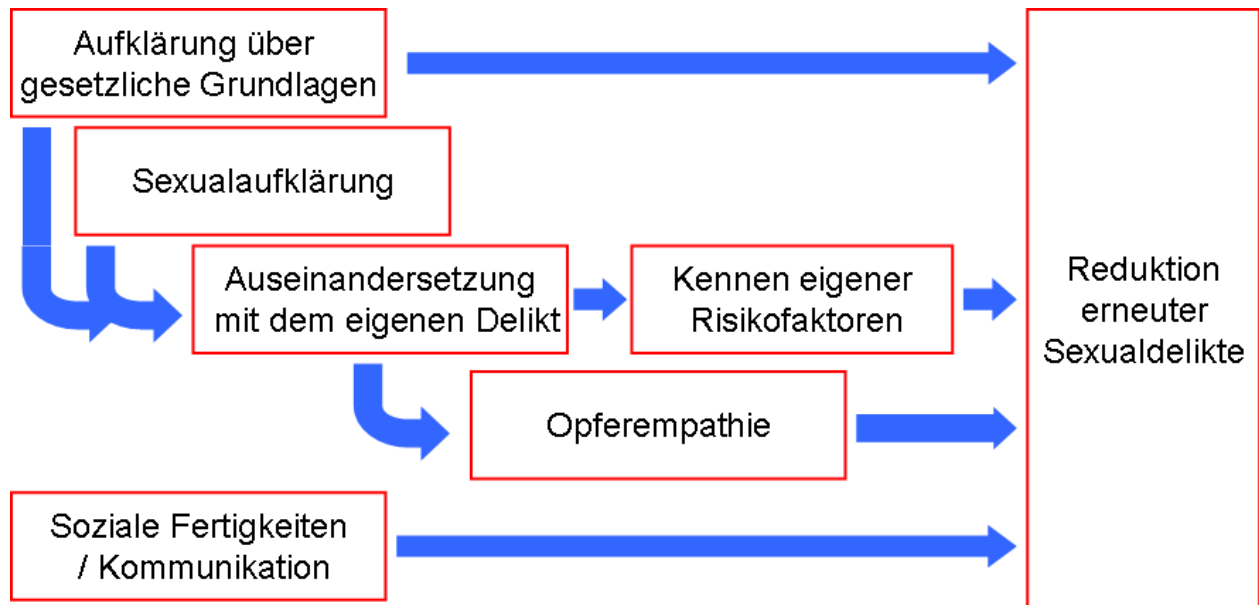 Aufklärung über
gesetzliche Grundlagen
Sexualaufklärung
Auseinandersetzung
mit dem eigenen Delikt
Kennen eigener
Risikofaktoren
Opferempathie
Soziale Fertigkeiten
/ Kommunikation
Reduktion
erneuter
Sexualdelikte